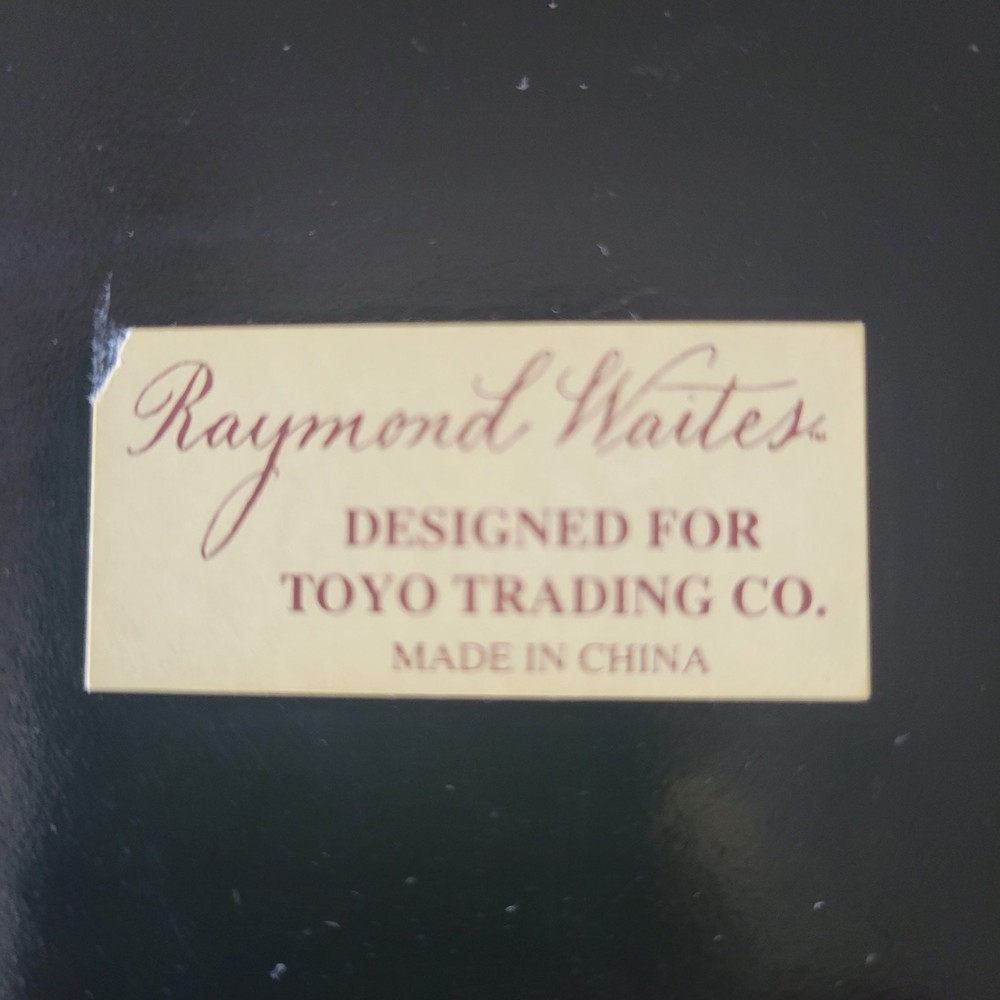 Raymond Waites™
DESIGNED FOR
TOYO TRADING CO.
MADE IN CHINA